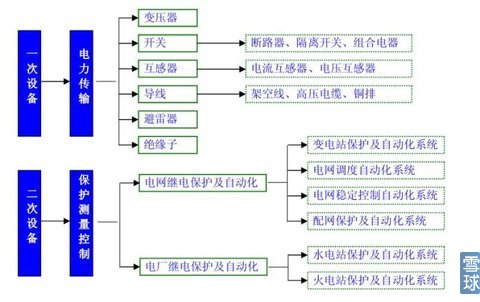 一次设备
电力传输
变压器
开关
断路器、隔离开关、组合电器
互感器
电流互感器、电压互感器
导线
架空线、高压电缆、铜排
避雷器
绝缘子
二次设备
保护测量控制
电网继电保护及自动化
变电站保护及自动化系统
电网调度自动化系统
电网稳定控制自动化系统
配网保护及自动化系统
电厂继电保护及自动化
水电站保护及自动化系统
火电站保护及自动化系统
雪球